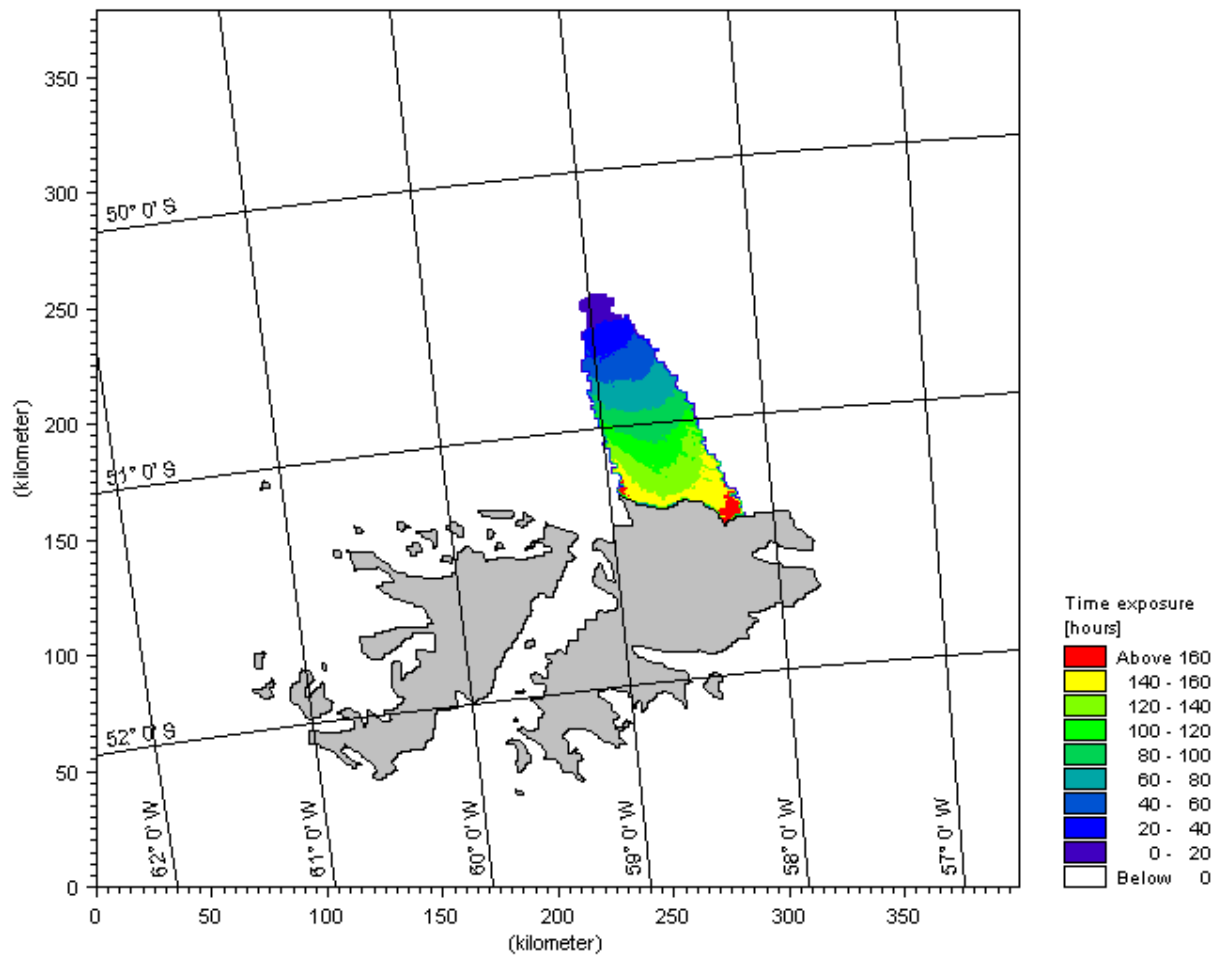 350
300
250
200
150
100
50
0
(kilometer)
50° 0' S
51° 0' S
52° 0' S
62° 0' W
61° 0' W
60° 0' W
59° 0' W
58° 0' W
57° 0' W
0 50 100 150 200 250 300 350
(kilometer)
Time exposure
[hours]
Above 160
140 - 160
120 - 140
100 - 120
80 - 100
60 - 80
40 - 60
20 - 40
0 - 20
Below 0